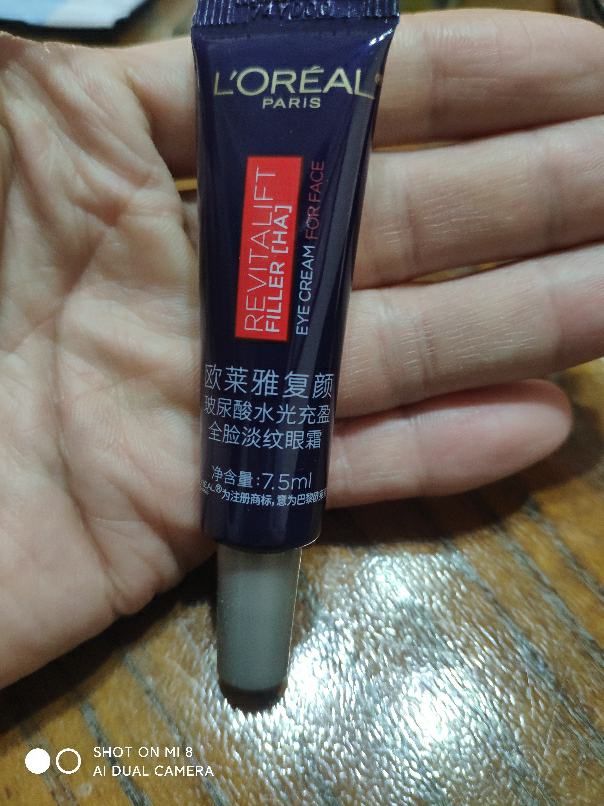 L'ORÉAL
PARIS
REVITALIFT
FILLER [HA]
EYE CREAM FOR FACE
欧莱雅复颜
玻尿酸水光充盈
全脸淡纹眼霜
净含量:7.5ml
®为注册商标,意为巴黎欧
SHOT ON MI 8
AI DUAL CAMERA